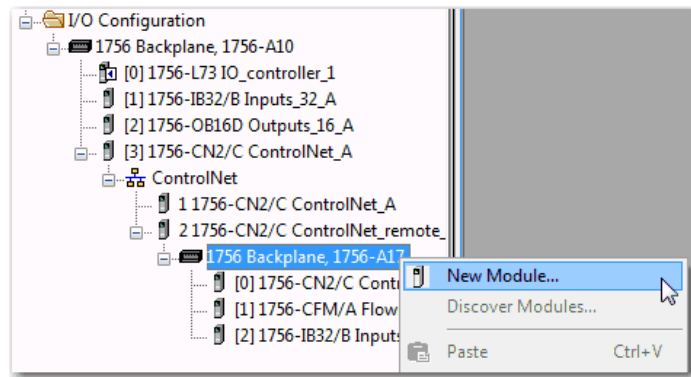 I/O Configuration
1756 Backplane, 1756-A10
[0] 1756-L73 IO_controller_1
[1] 1756-IB32/B Inputs_32_A
[2] 1756-OB16D Outputs_16_A
[3] 1756-CN2/C ControlNet_A
ControlNet
1 1756-CN2/C ControlNet_A
2 1756-CN2/C ControlNet_remote_
1756 Backplane, 1756-A17
New Module...
[0] 1756-CN2/C Cont
[1] 1756-CFM/A Flow
Discover Modules...
[2] 1756-IB32/B Input
Paste Ctrl+V